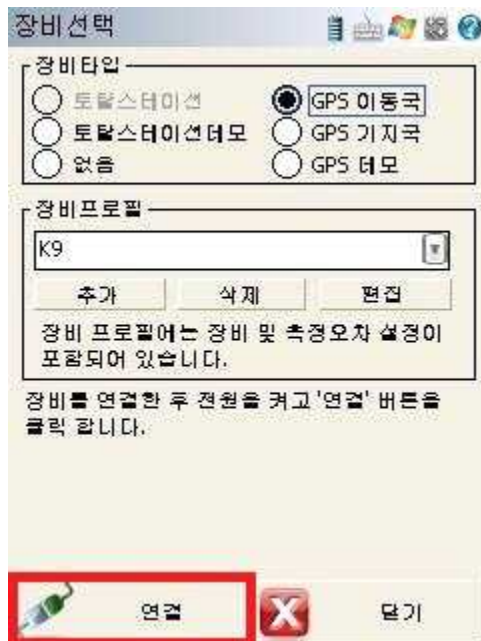 장비선택
장비타입
토탈스테이션
GPS 이동국
토탈스테이션데모
GPS 기지국
없음
GPS 데모
장비프로필
K9
추가
삭제
편집
장비 프로필에는 장비 및 측정오차 설정이
포함되어 있습니다.
장비를 연결한 후 전원을 켜고 '연결' 버튼을
클릭 합니다.
연결
닫기